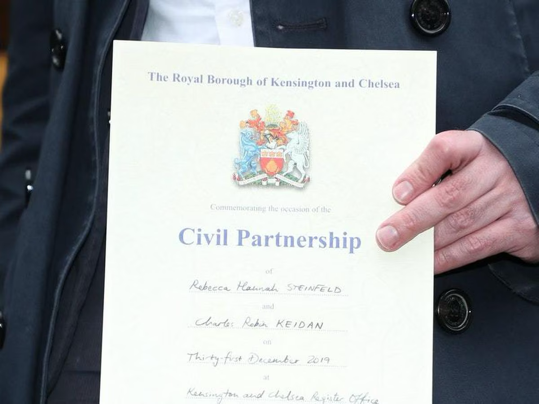 The Royal Borough of Kensington and Chelsea
Commemorating the occasion of the
Civil Partnership
of
Rebecca Hannah STEINFELD
and
Charles Robin KEIDAN
on
Thirty-first December 2019
at
Kensington and Chelsea Register Office